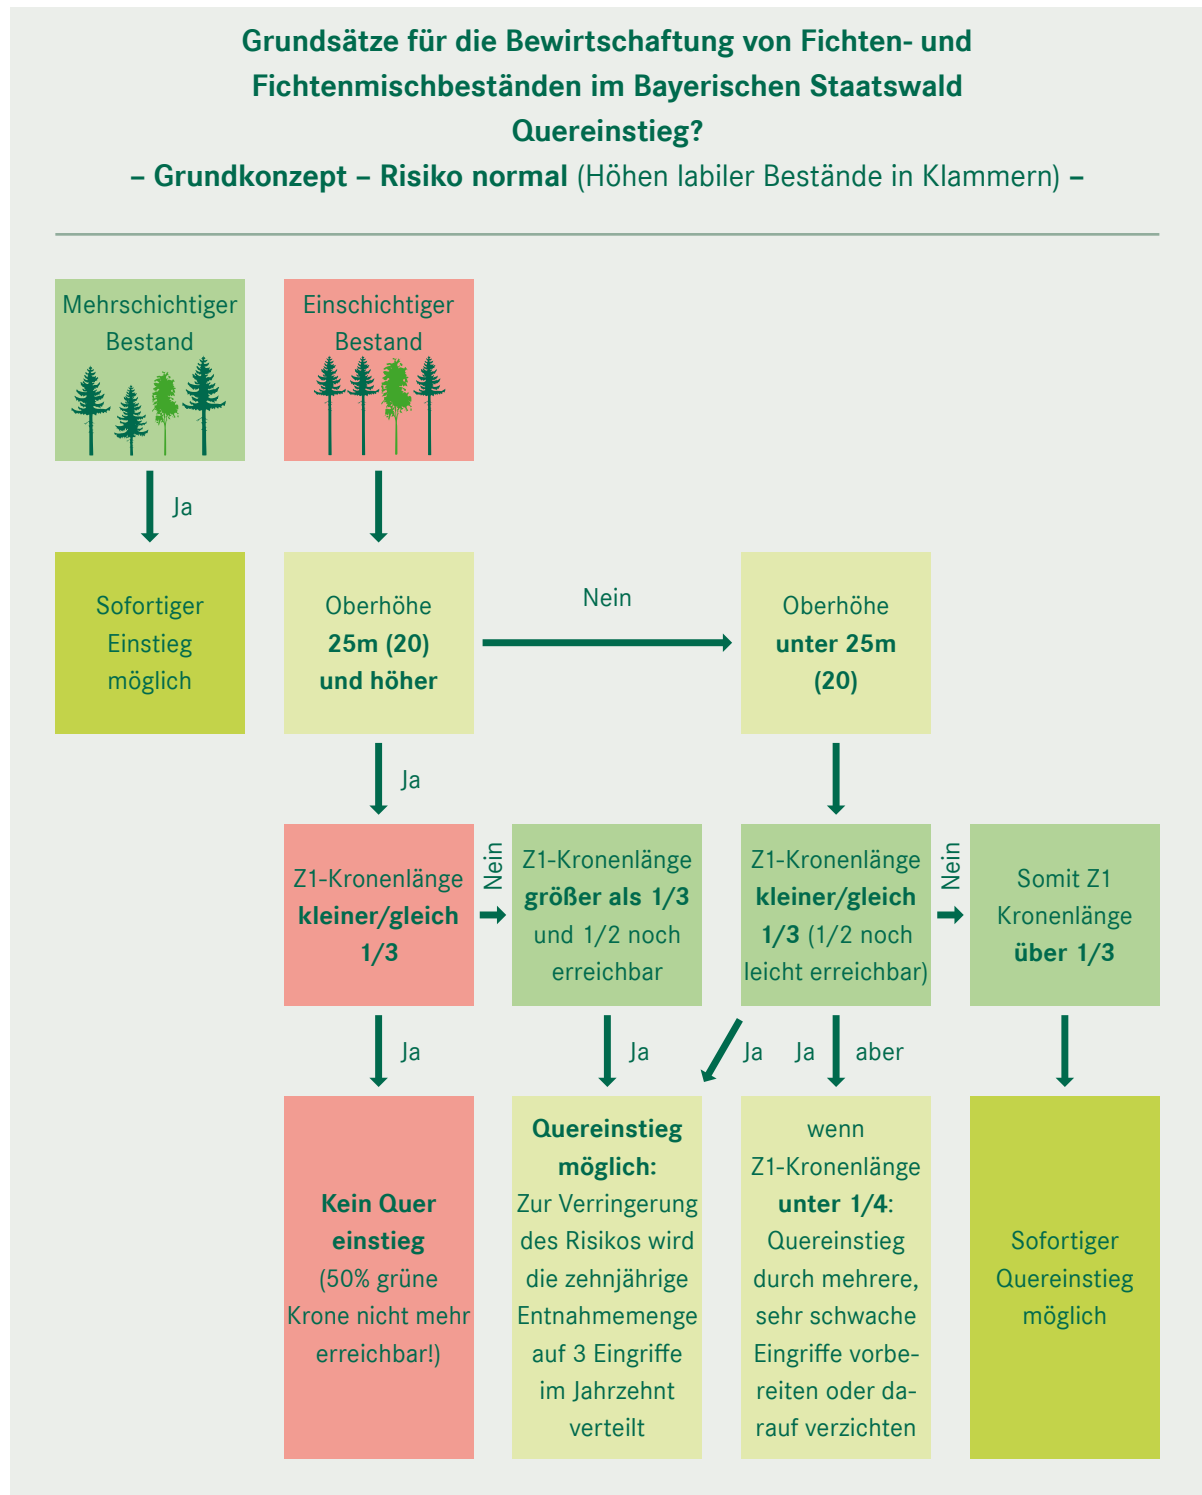 Grundsätze für die Bewirtschaftung von Fichten- und
Fichtenmischbeständen im Bayerischen Staatswald
Quereinstieg?
– Grundkonzept – Risiko normal (Höhen labiler Bestände in Klammern) –
Mehrschichtiger
Bestand
Einschichtiger
Bestand
Ja
Sofortiger
Einstieg
möglich
Oberhöhe
25m (20)
und höher
Nein
Oberhöhe
unter 25m
(20)
Ja
Z1-Kronenlänge
kleiner/gleich
1/3
Nein
Z1-Kronenlänge
größer als 1/3
und 1/2 noch
erreichbar
Z1-Kronenlänge
kleiner/gleich
1/3 (1/2 noch
leicht erreichbar)
Nein
Somit Z1
Kronenlänge
über 1/3
Ja
Ja
Ja
Ja
aber
Kein Quer
einstieg
(50% grüne
Krone nicht mehr
erreichbar!)
Quereinstieg
möglich:
Zur Verringerung
des Risikos wird
die zehnjährige
Entnahmemenge
auf 3 Eingriffe
im Jahrzehnt
verteilt
wenn
Z1-Kronenlänge
unter 1/4:
Quereinstieg
durch mehrere,
sehr schwache
Eingriffe vorbe-
reiten oder da-
rauf verzichten
Sofortiger
Quereinstieg
möglich